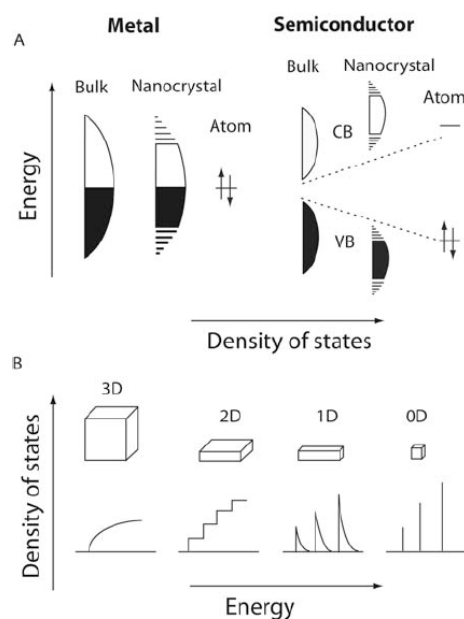 Metal Semiconductor
A
Bulk Nanocrystal Atom Bulk Nanocrystal Atom
CB
VB
Energy
Density of states
B
3D 2D 1D 0D
Density of states
Energy